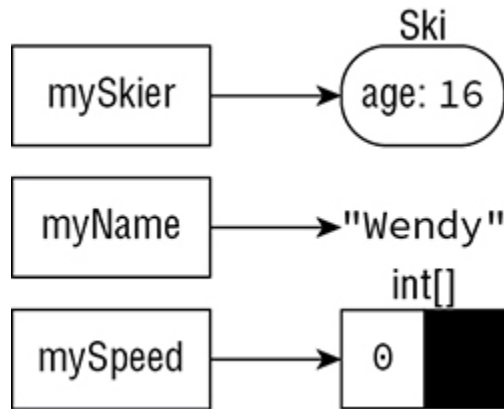 Ski
mySkier
age: 16
myName
"Wendy"
int[]
mySpeed
0